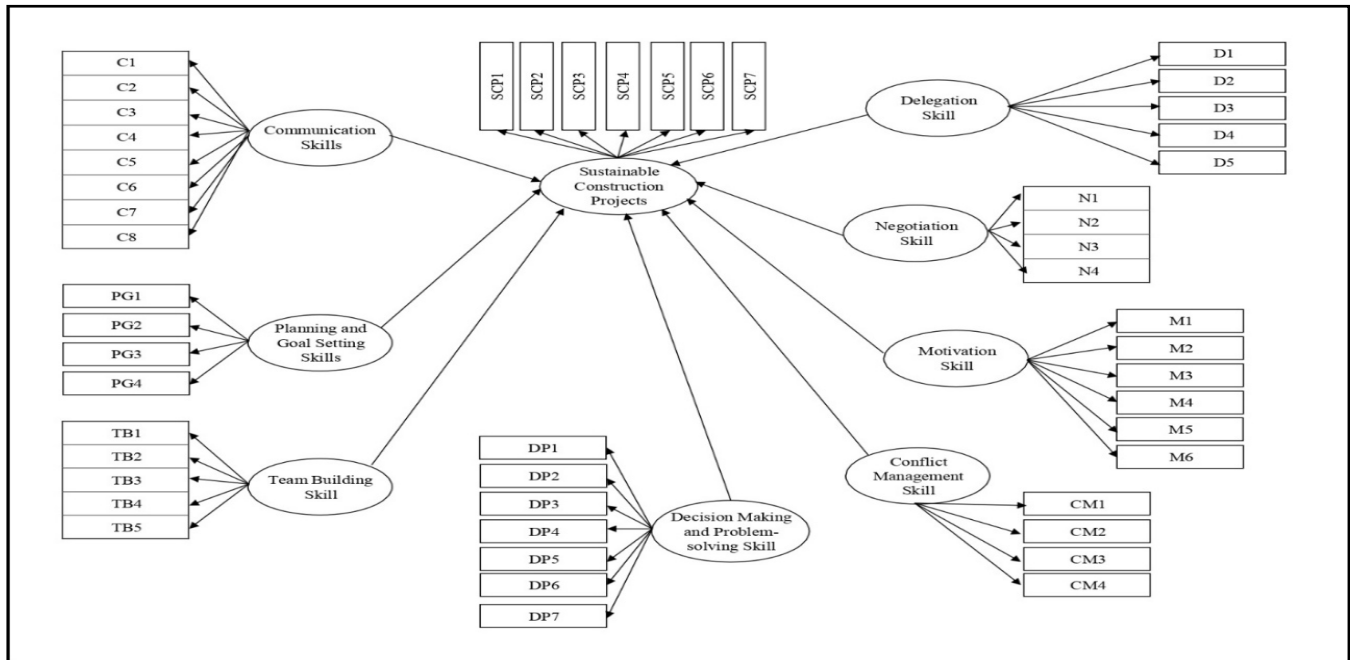 C1
C2
C3
C4
C5
C6
C7
C8
Communication
Skills
SCP1
SCP2
SCP3
SCP4
SCP5
SCP6
SCP7
Sustainable
Construction
Projects
Delegation
Skill
D1
D2
D3
D4
D5
Negotiation
Skill
N1
N2
N3
N4
PG1
PG2
PG3
PG4
Planning and
Goal Setting
Skills
Motivation
Skill
M1
M2
M3
M4
M5
M6
TB1
TB2
TB3
TB4
TB5
Team Building
Skill
DP1
DP2
DP3
DP4
DP5
DP6
DP7
Decision Making
and Problem-
solving Skill
Conflict
Management
Skill
CM1
CM2
CM3
CM4